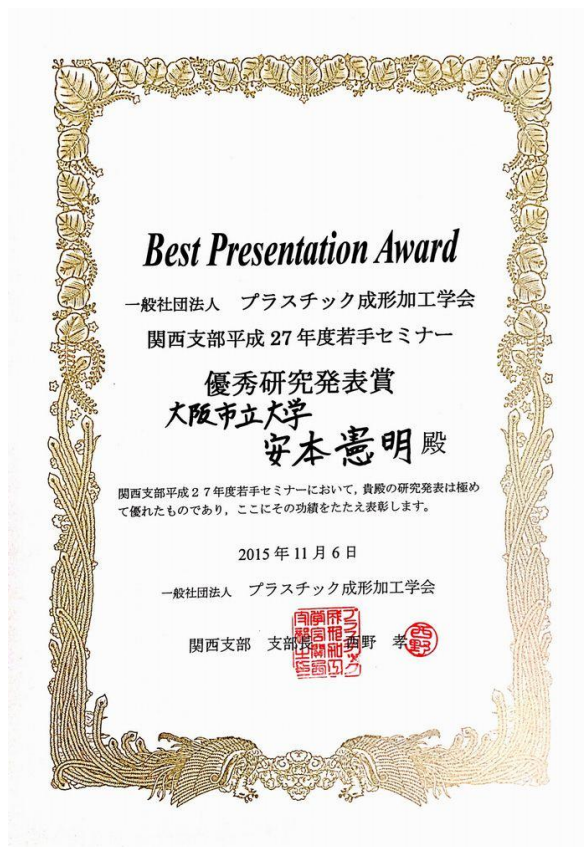 Best Presentation Award
一般社団法人　プラスチック成形加工学会
関西支部平成 27 年度若手セミナー
優秀研究発表賞
大阪市立大学
安本憲明 殿
関西支部平成２７年度若手セミナーにおいて，貴殿の研究発表は極め
て優れたものであり，ここにその功績をたたえ表彰します。
2015 年 11 月 6 日
一般社団法人　プラスチック成形加工学会
関西支部　支部長　西野　孝
西野